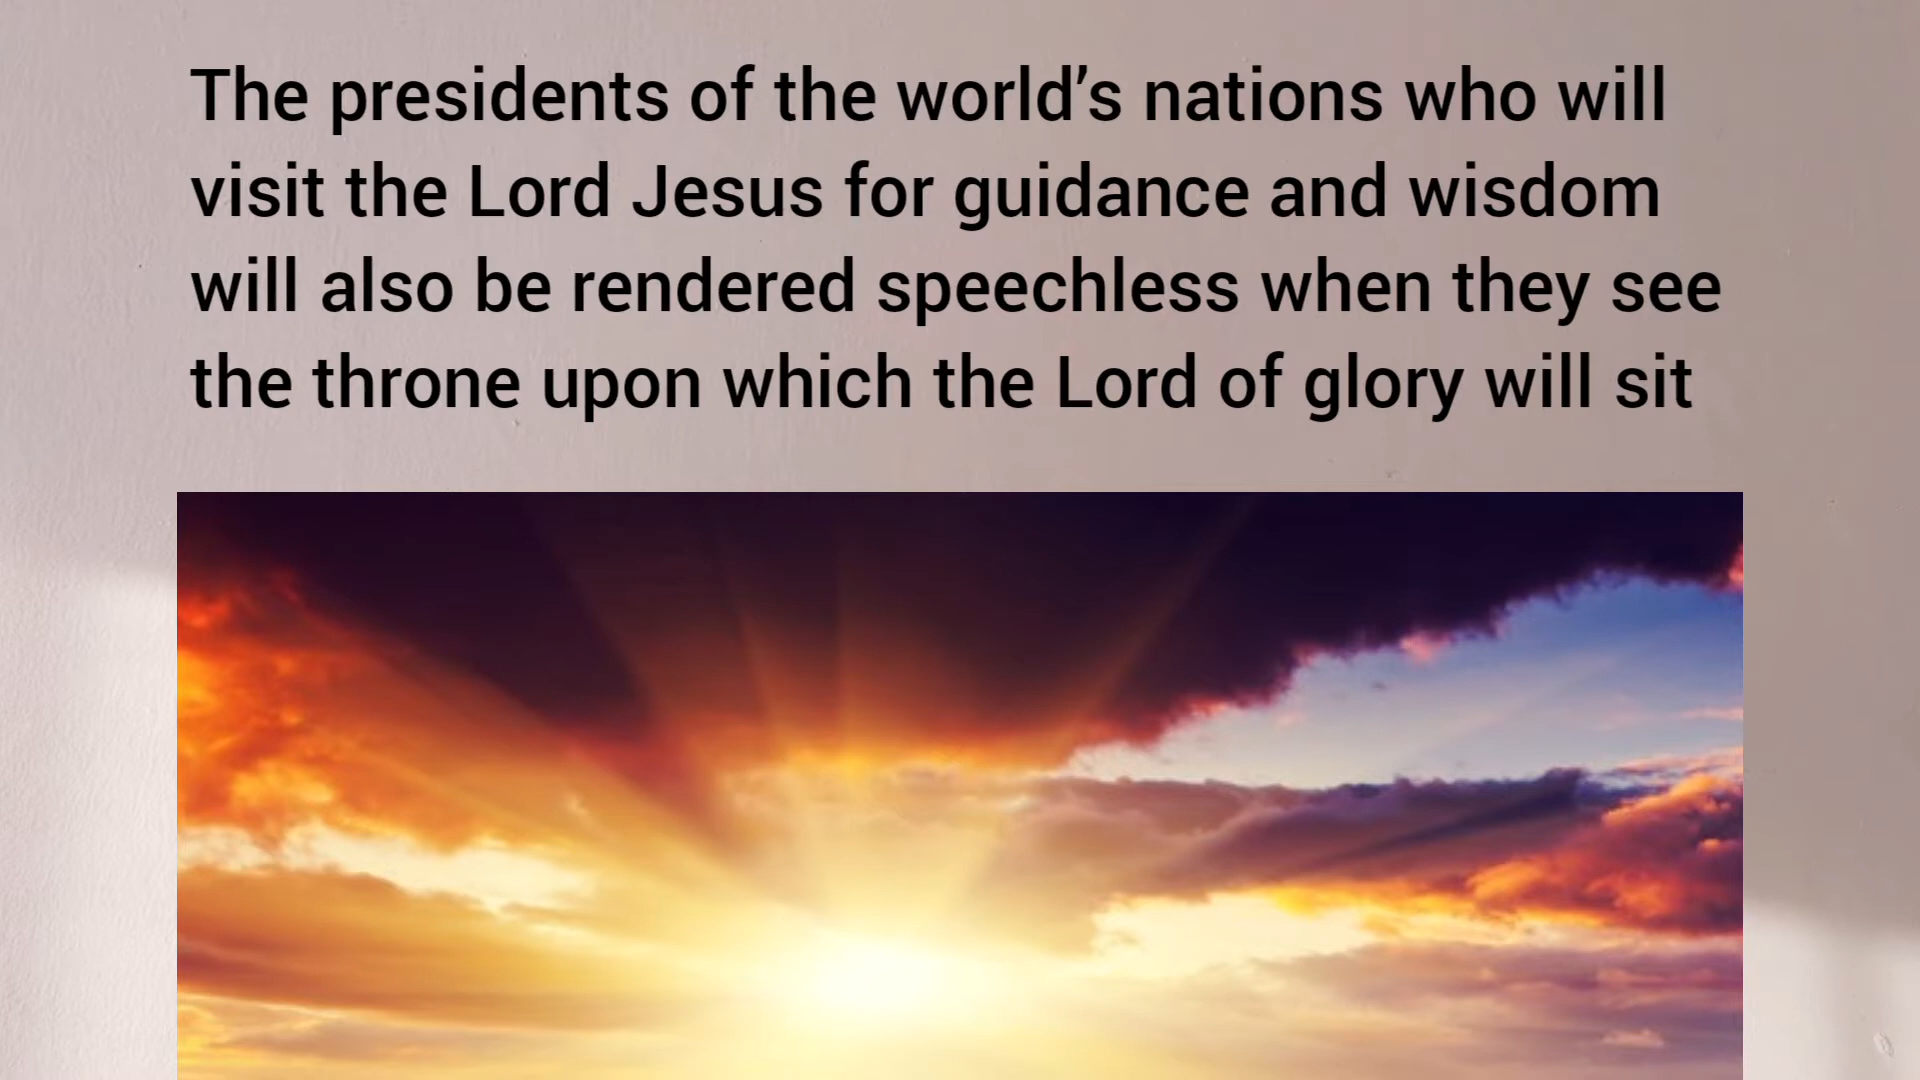 The presidents of the world’s nations who will
visit the Lord Jesus for guidance and wisdom
will also be rendered speechless when they see
the throne upon which the Lord of glory will sit